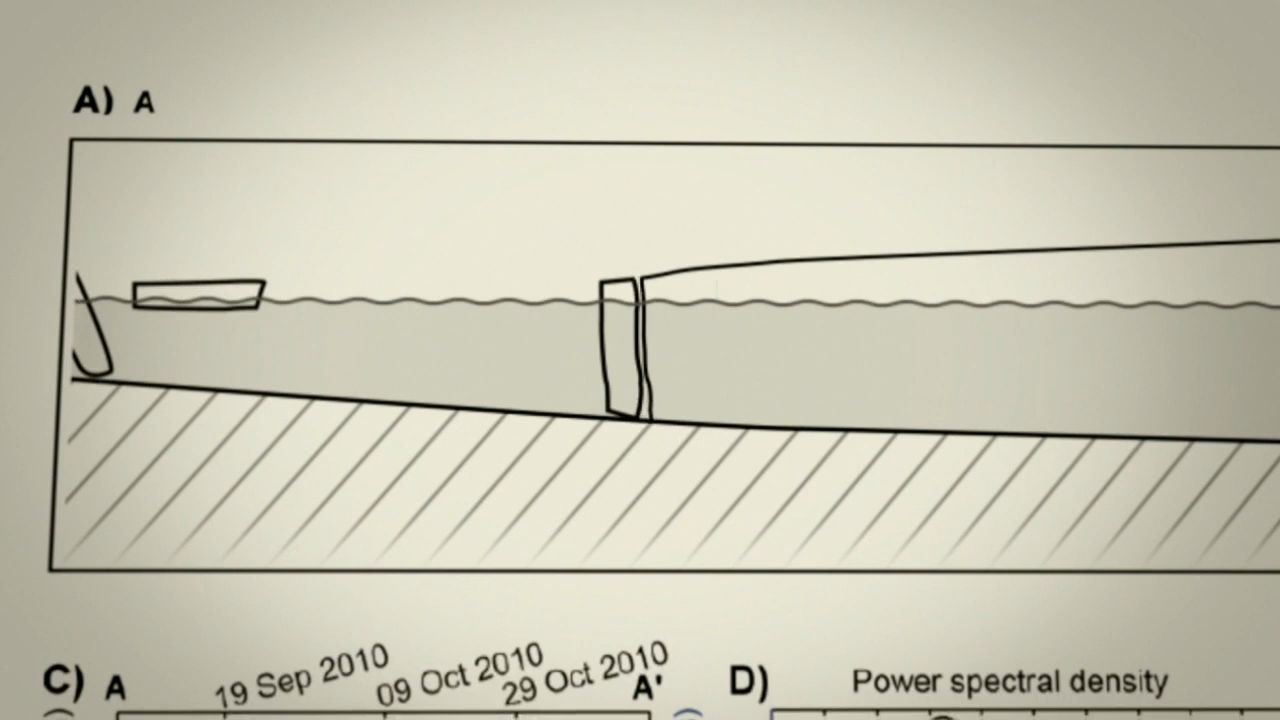 A) A
C) A 19 Sep 2010 09 Oct 2010 29 Oct 2010 A'
D) Power spectral density